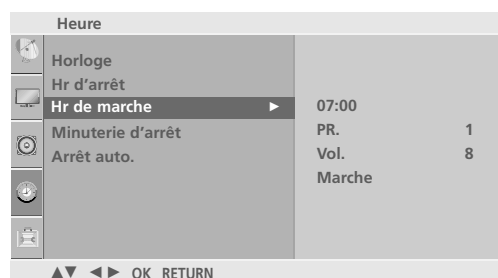 Heure
Horloge
Hr d'arrêt
Hr de marche ► 07:00
Minuterie d'arrêt PR. 1
Arrêt auto. Vol. 8
Marche
▲▼ ◄► OK RETURN